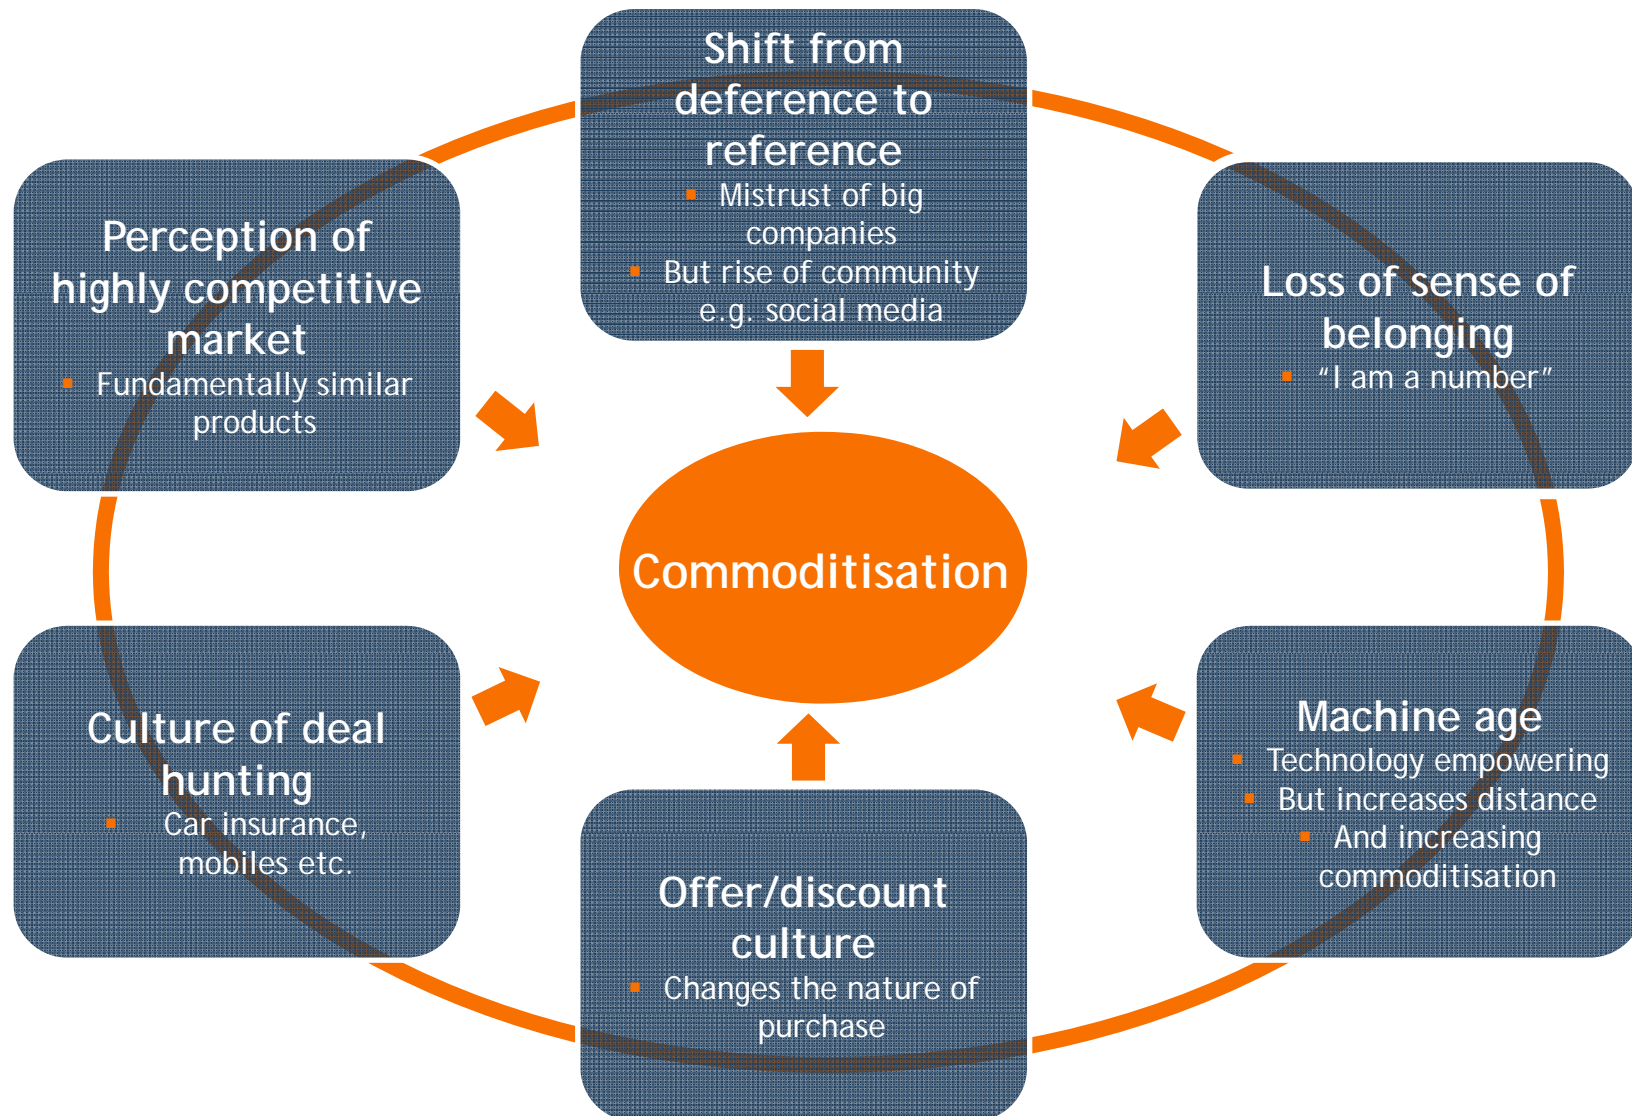 Shift from
deference to
reference
▪ Mistrust of big
companies
▪ But rise of community
e.g. social media
Perception of
highly competitive
market
▪ Fundamentally similar
products
Loss of sense of
belonging
▪ “I am a number”
Commoditisation
Culture of deal
hunting
▪ Car insurance,
mobiles etc.
Machine age
▪ Technology empowering
▪ But increases distance
▪ And increasing
commoditisation
Offer/discount
culture
▪ Changes the nature of
purchase